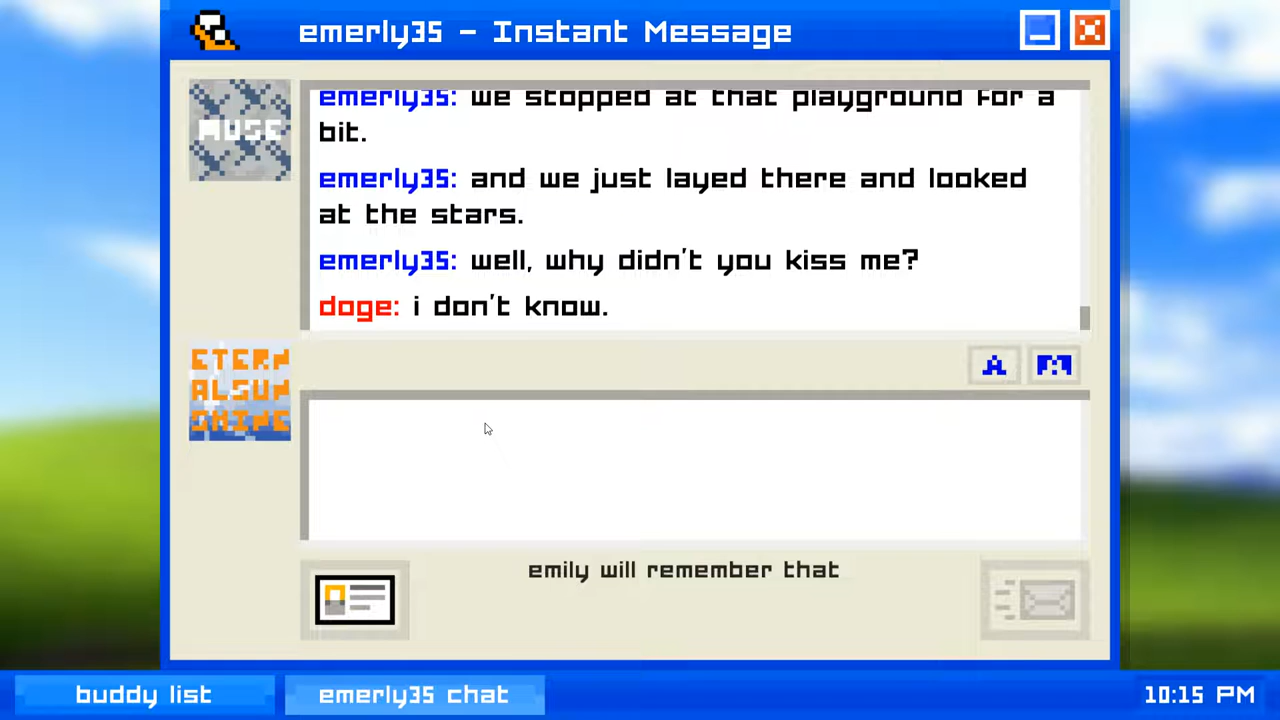 emerly35 - Instant Message
MUSE
emerly35: we stopped at that playground for a
bit.
emerly35: and we just layed there and looked
at the stars.
emerly35: well, why didn't you kiss me?
doge: i don't know.
ETERN
ALSUN
SHINE
A
emily will remember that
buddy list
emerly35 chat
10:15 PM